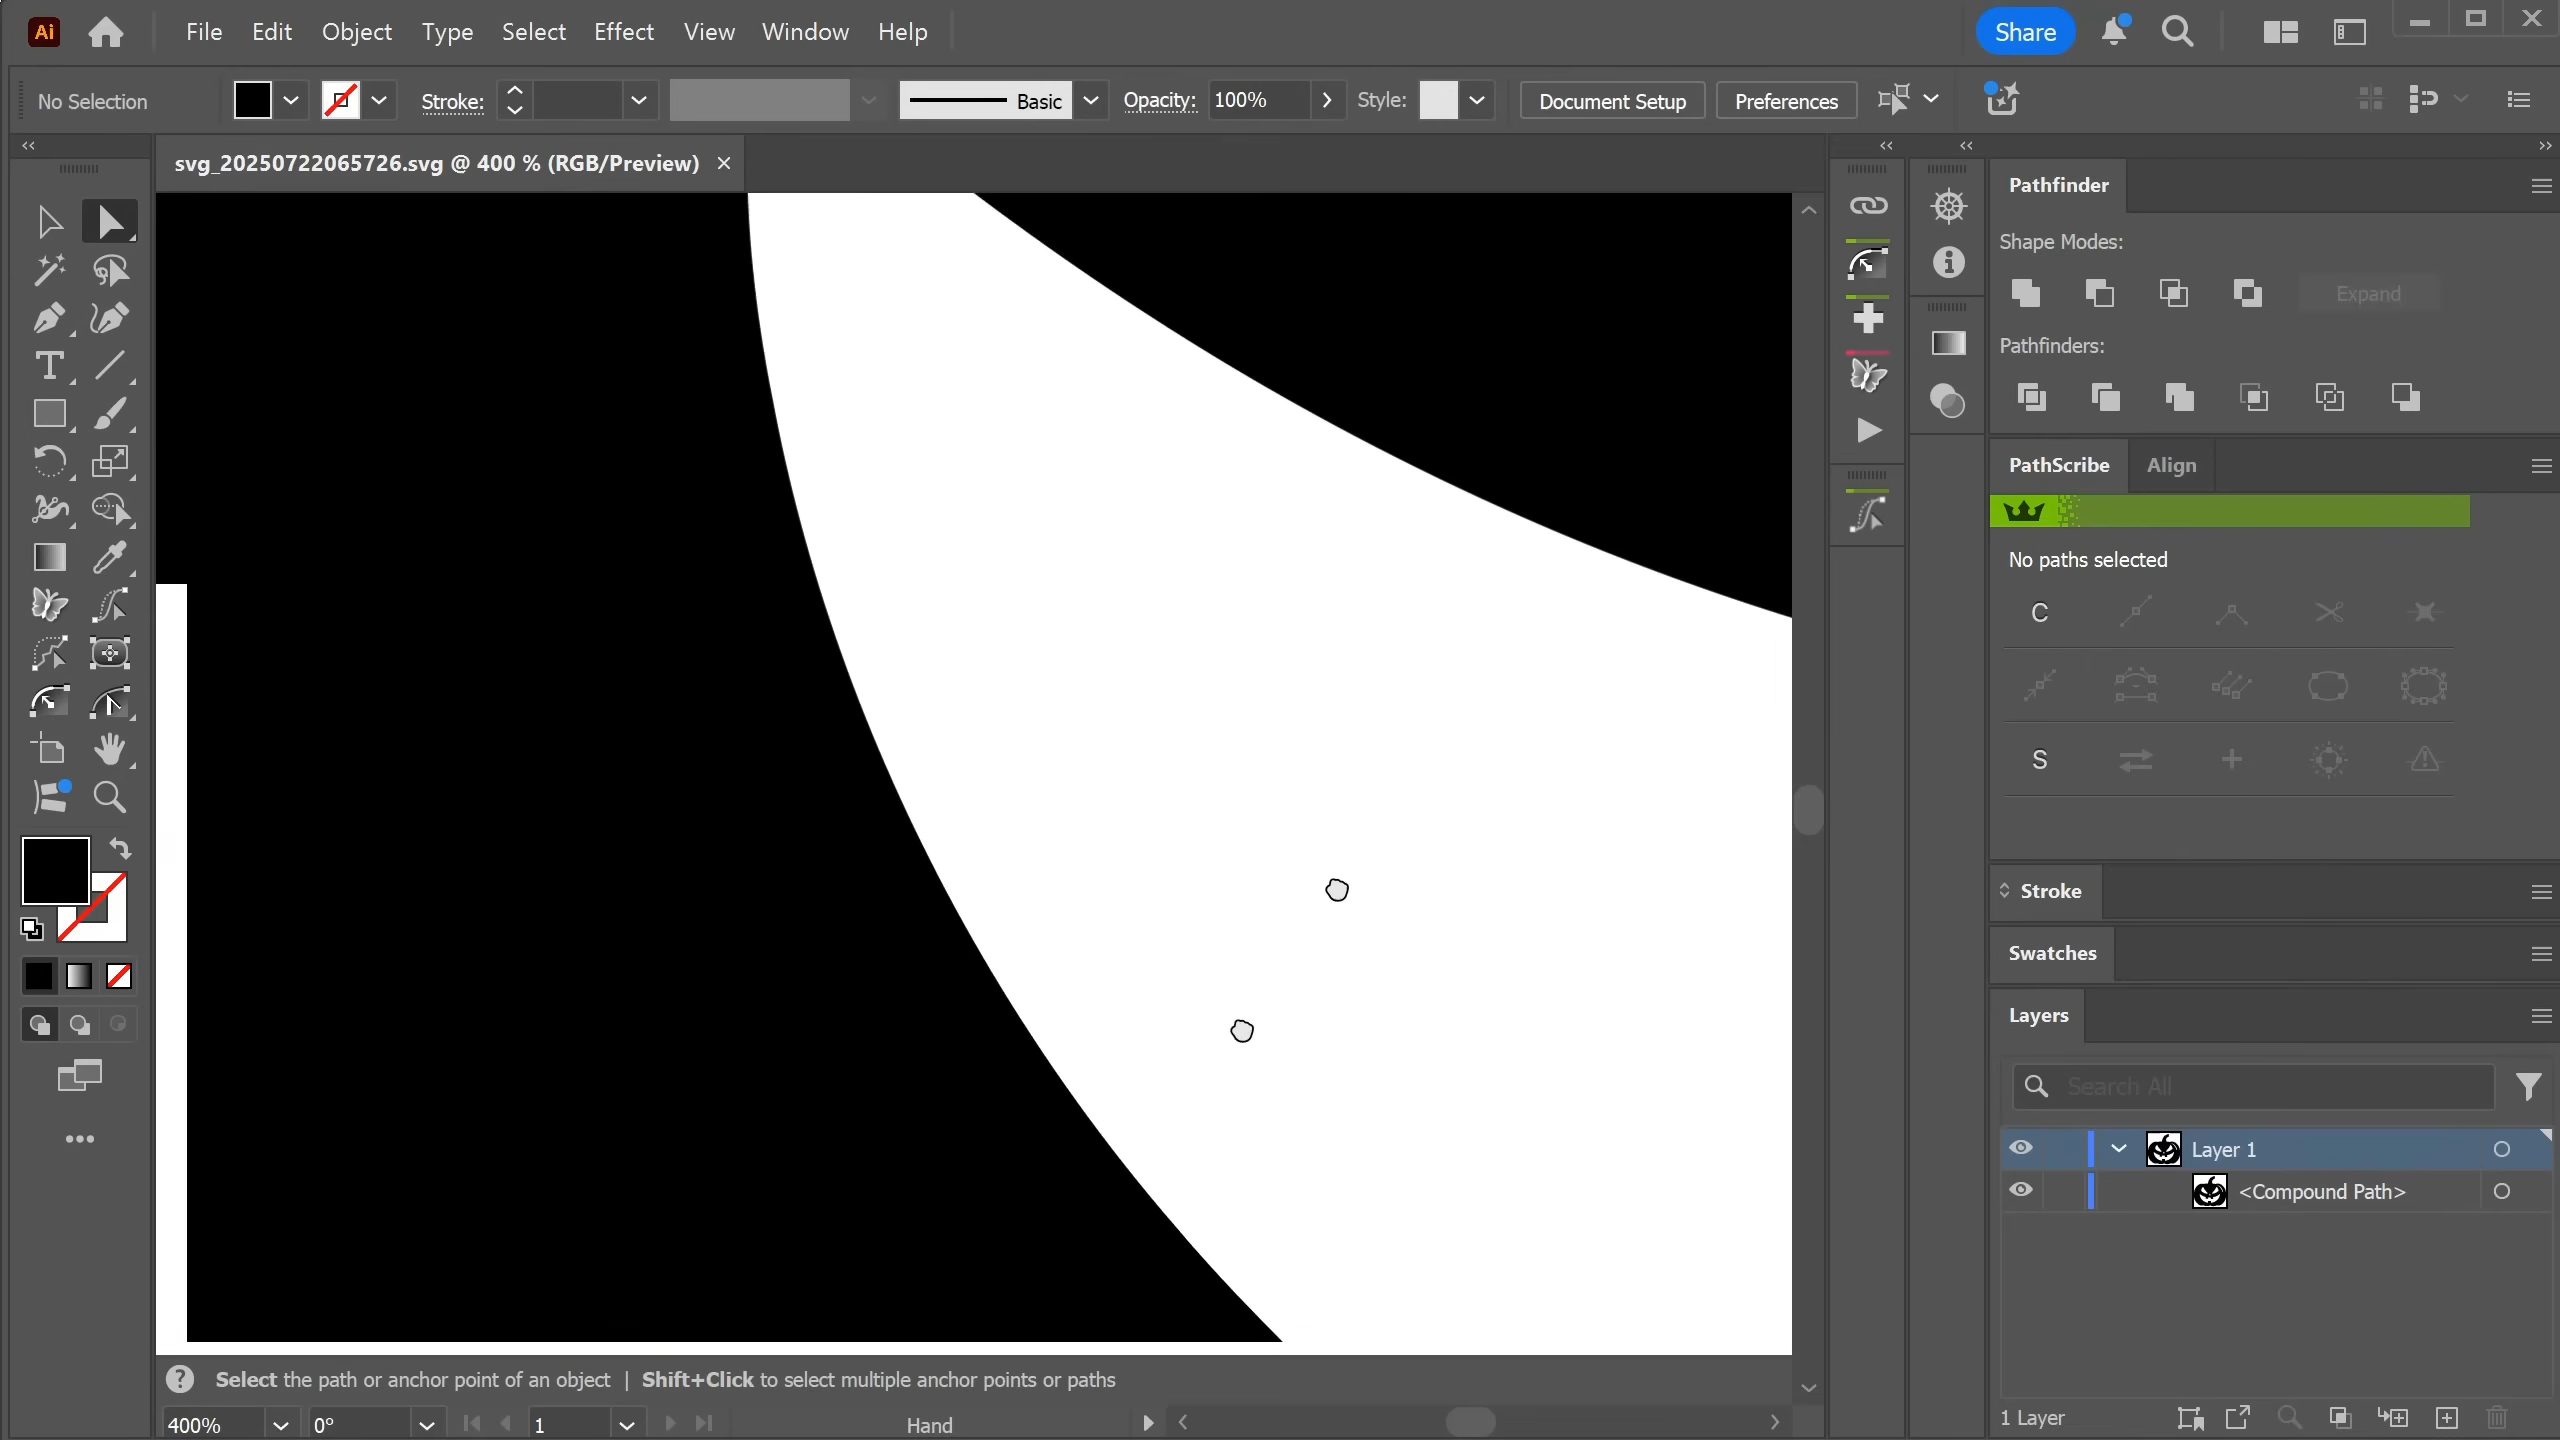 Ai
File Edit Object Type Select Effect View Window Help
Share
No Selection
Stroke:
Basic
Opacity: 100%
Style:
Document Setup
Preferences
svg_20250722065726.svg @ 400 % (RGB/Preview)
Pathfinder
Shape Modes:
Expand
Pathfinders:
PathScribe
Align
No paths selected
C
S
Stroke
Swatches
Layers
Search All
Layer 1
<Compound Path>
Select the path or anchor point of an object | Shift+Click to select multiple anchor points or paths
400%
0°
1
Hand
1 Layer